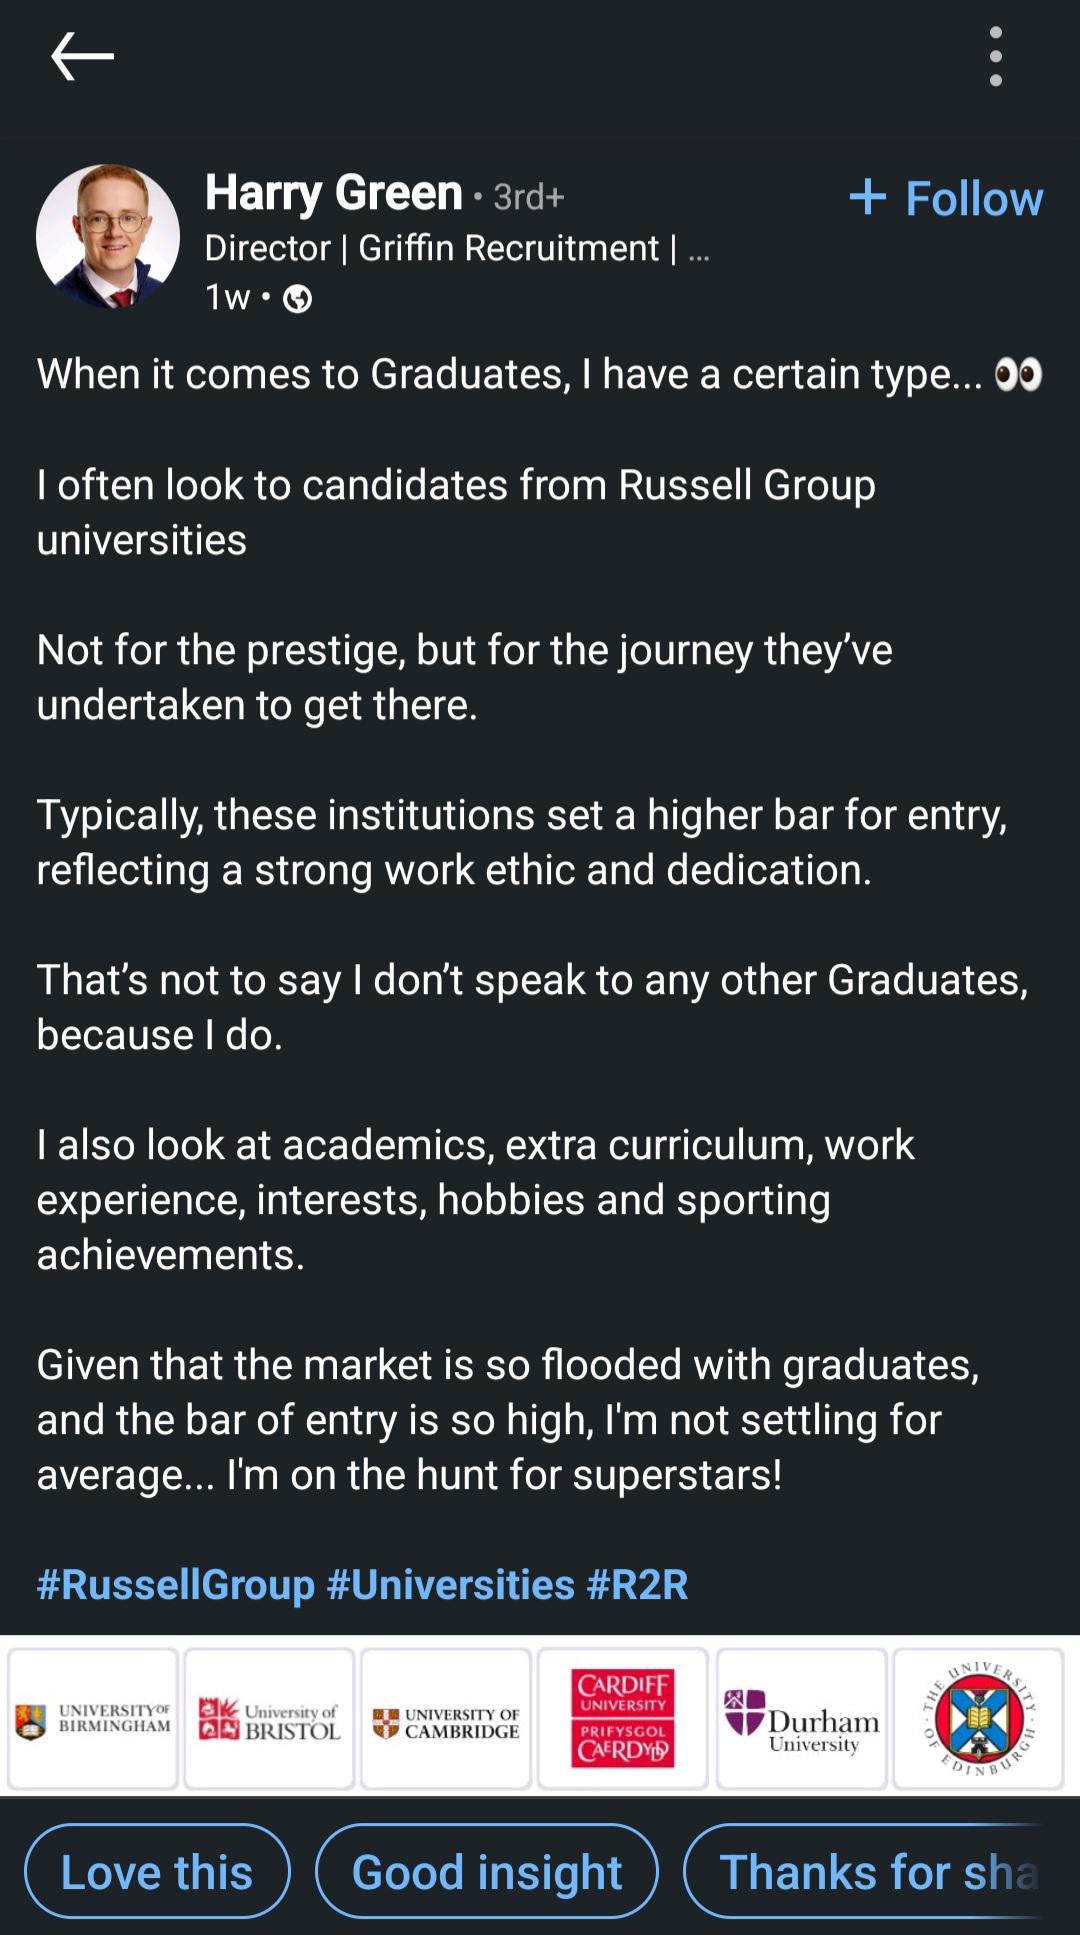 Harry Green • 3rd+
+ Follow
Director | Griffin Recruitment | ...
1w •
When it comes to Graduates, I have a certain type... 👀
I often look to candidates from Russell Group
universities
Not for the prestige, but for the journey they’ve
undertaken to get there.
Typically, these institutions set a higher bar for entry,
reflecting a strong work ethic and dedication.
That’s not to say I don’t speak to any other Graduates,
because I do.
I also look at academics, extra curriculum, work
experience, interests, hobbies and sporting
achievements.
Given that the market is so flooded with graduates,
and the bar of entry is so high, I'm not settling for
average... I'm on the hunt for superstars!
#RussellGroup #Universities #R2R
UNIVERSITY OF
BIRMINGHAM
University of
BRISTOL
UNIVERSITY OF
CAMBRIDGE
CARDIFF
UNIVERSITY
PRIFYSGOL
CAERDYDD
Durham
University
THE UNIVERSITY OF EDINBURGH
Love this
Good insight
Thanks for sha